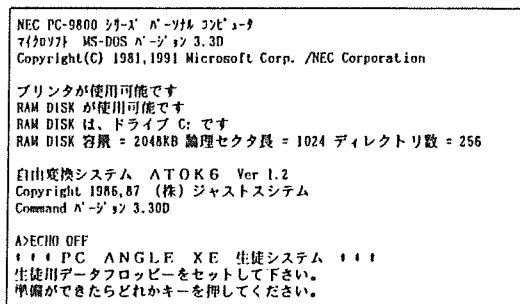 NEC PC-9800 ｼﾘｰｽﾞ ﾊﾟｰｿﾅﾙ ｺﾝﾋﾟｭｰﾀ
ﾏｲｸﾛｿﾌﾄ MS-DOS ﾊﾞｰｼﾞｮﾝ 3.3D
Copyright(C) 1981,1991 Microsoft Corp. /NEC Corporation
プリンタが使用可能です
RAM DISK が使用可能です
RAM DISK は、ドライブ C: です
RAM DISK 容量 = 2048KB 論理セクタ長 = 1024 ディレクトリ数 = 256
自由変換システム ATOK6 Ver 1.2
Copyright 1986,87 (株) ジャストシステム
Command ﾊﾞｰｼﾞｮﾝ 3.30D
A>ECHO OFF
*** PC ANGLE XE 生徒システム ***
生徒用データフロッピーをセットして下さい。
準備ができたらどれかキーを押してください。